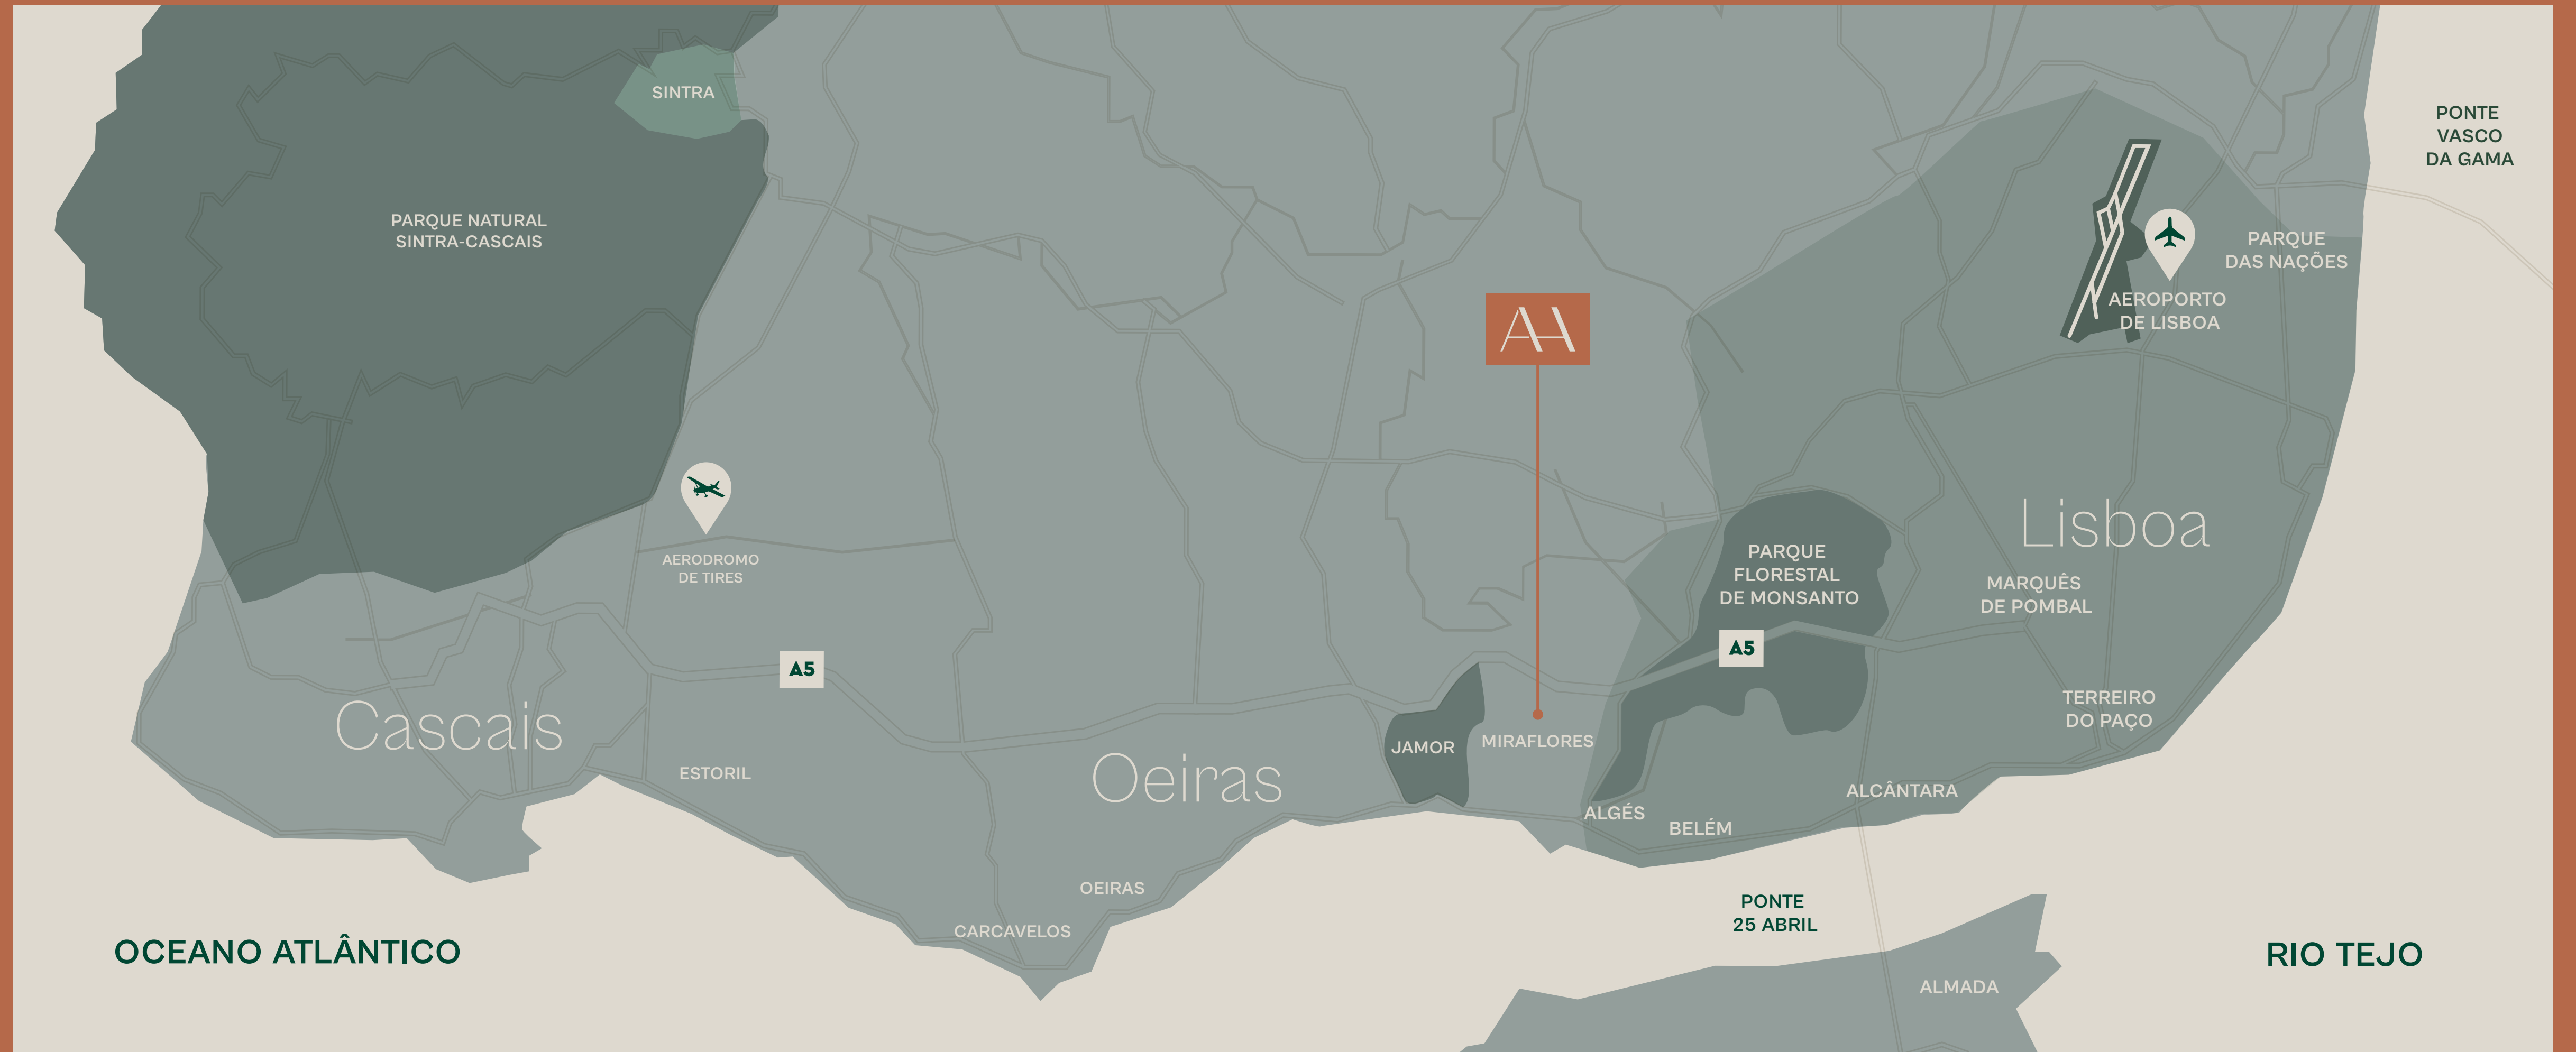 SINTRA
PONTE
VASCO
DA GAMA
PARQUE NATURAL
SINTRA-CASCAIS
PARQUE
DAS NAÇÕES
AEROPORTO
DE LISBOA
AA
Lisboa
AERODROMO
DE TIRES
PARQUE
FLORESTAL
DE MONSANTO
MARQUÊS
DE POMBAL
A5
A5
TERREIRO
DO PAÇO
Cascais
JAMOR
MIRAFLORES
ESTORIL
Oeiras
ALCÂNTARA
ALGÉS
BELÉM
OEIRAS
CARCAVELOS
PONTE
25 ABRIL
OCEANO ATLÂNTICO
RIO TEJO
ALMADA